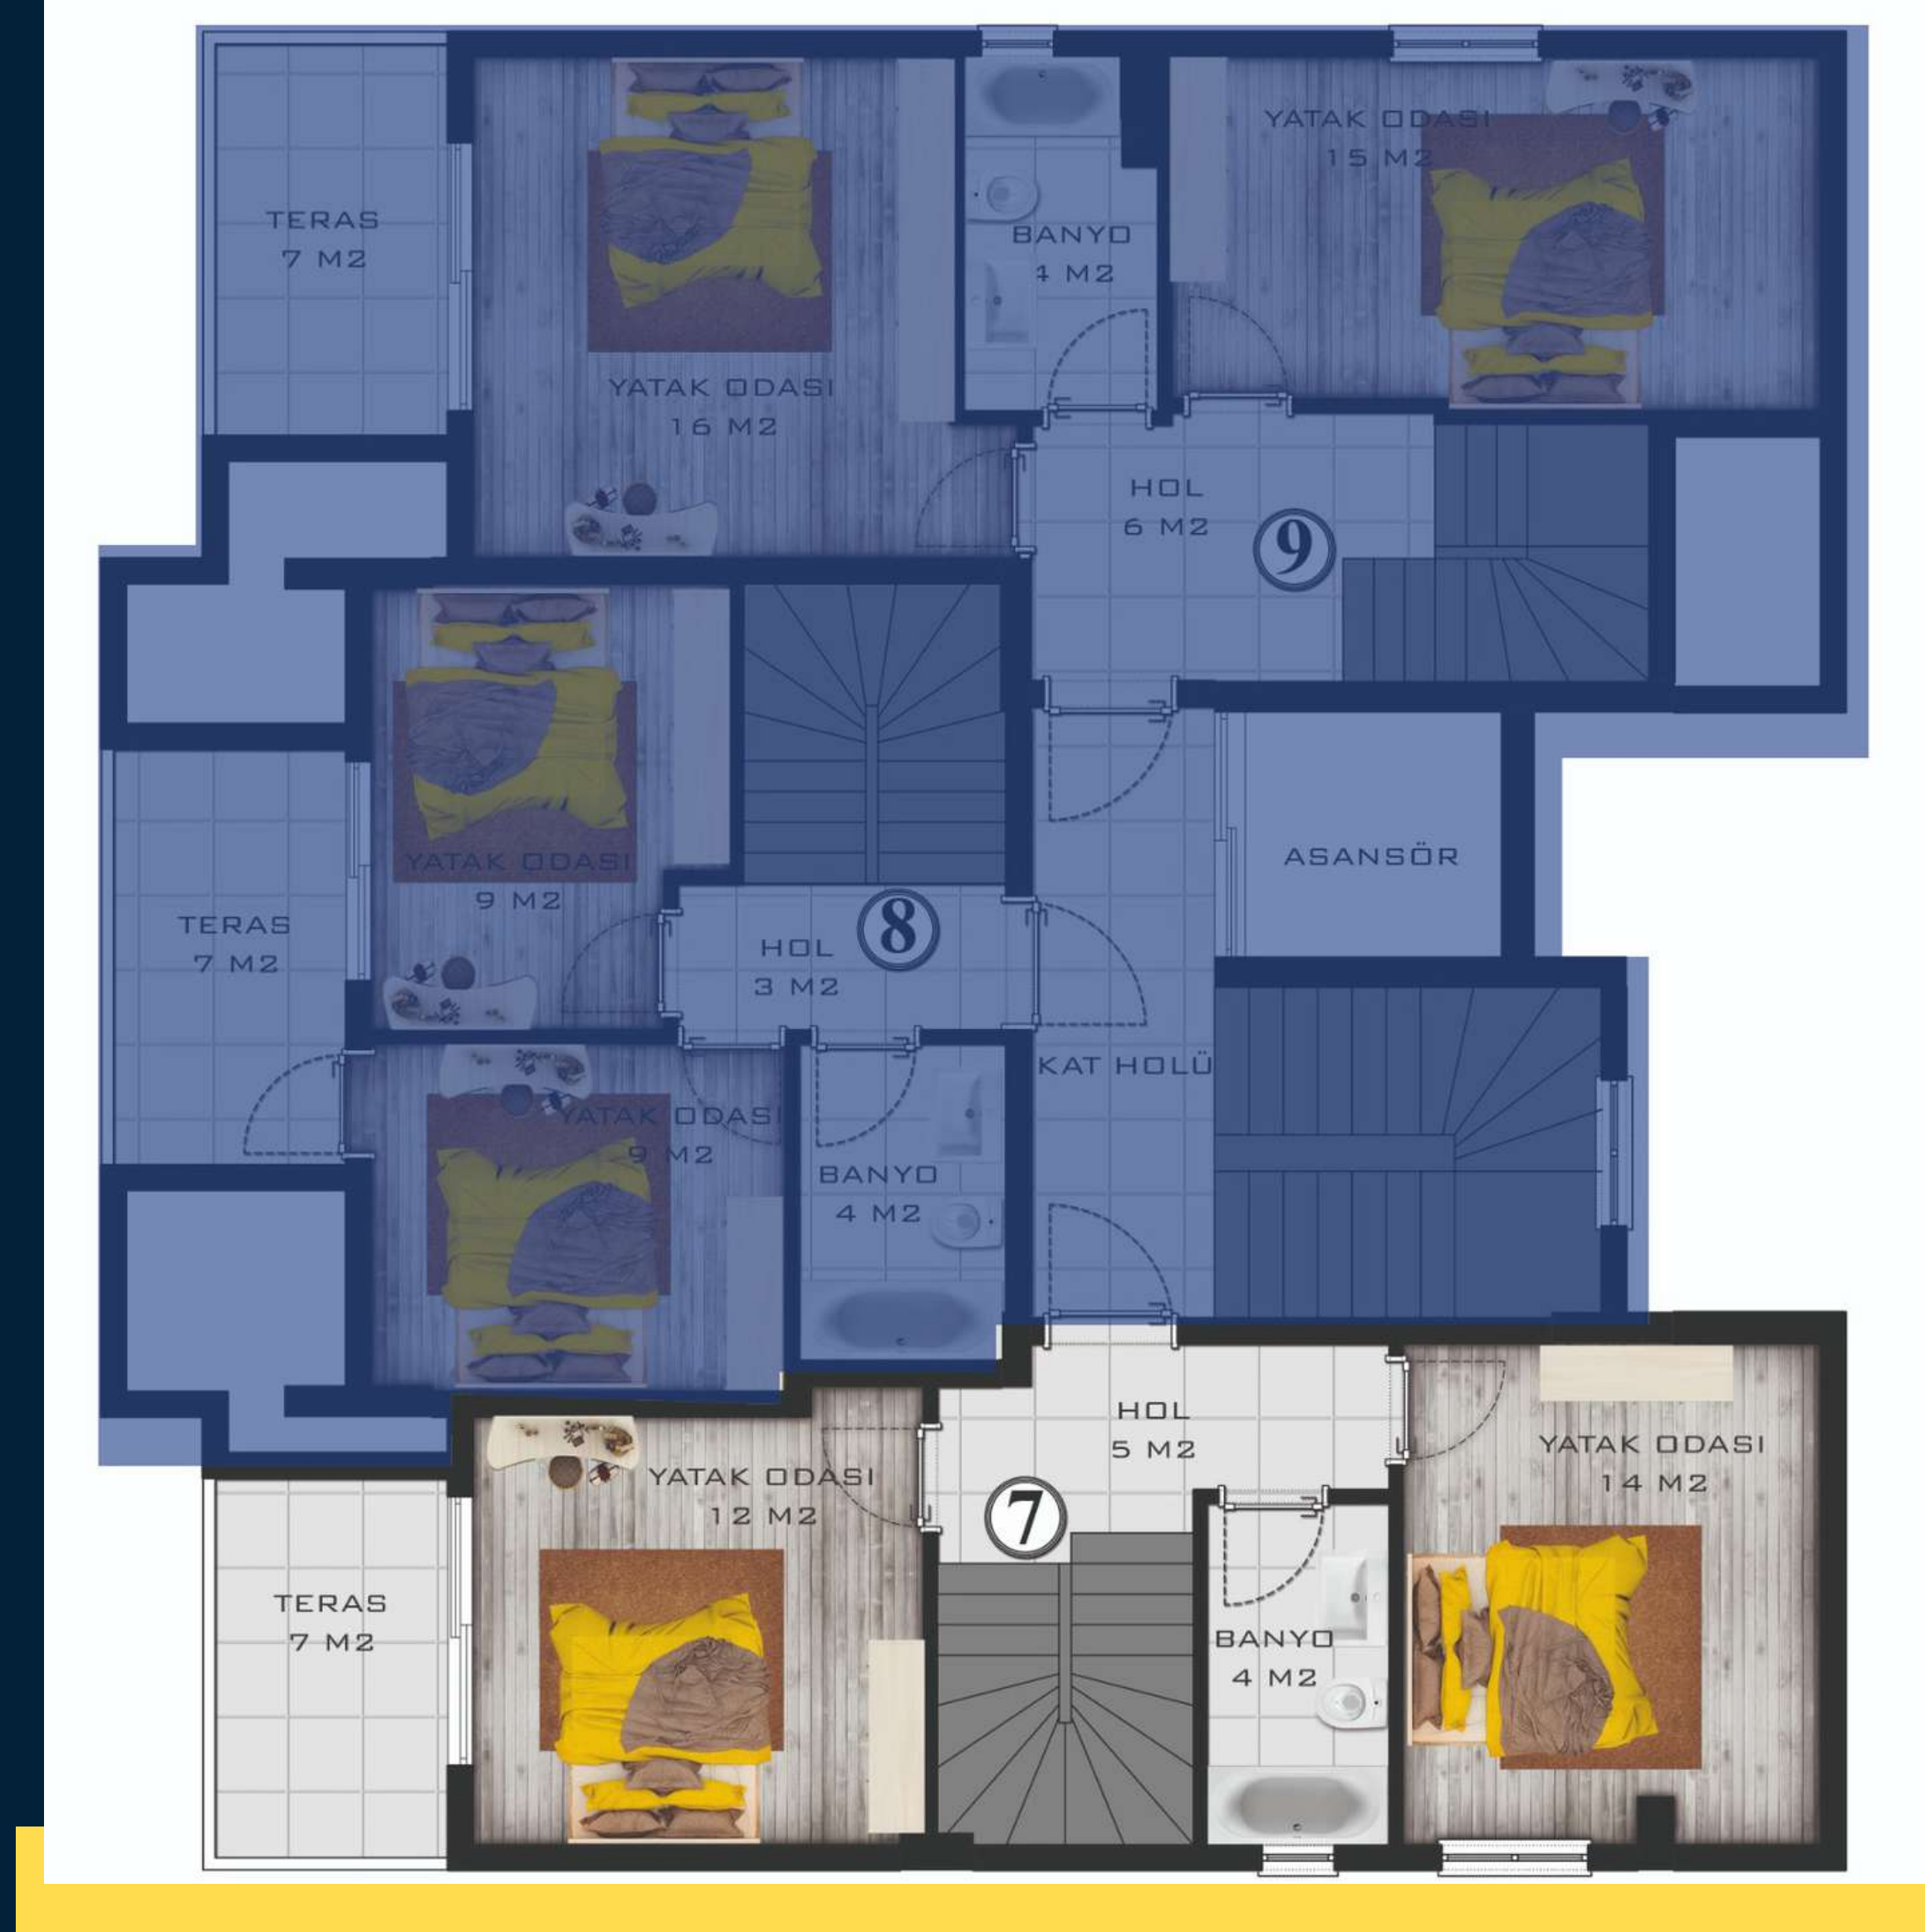 YATAK ODASI
15 M2
TERAS
7 M2
BANYO
4 M2
YATAK ODASI
16 M2
HOL
6 M2
9
ASANSÖR
YATAK ODASI
9 M2
8
TERAS
7 M2
HOL
3 M2
KAT HOLÜ
YATAK ODASI
9 M2
BANYO
4 M2
HOL
5 M2
YATAK ODASI
14 M2
YATAK ODASI
12 M2
7
TERAS
7 M2
BANYO
4 M2